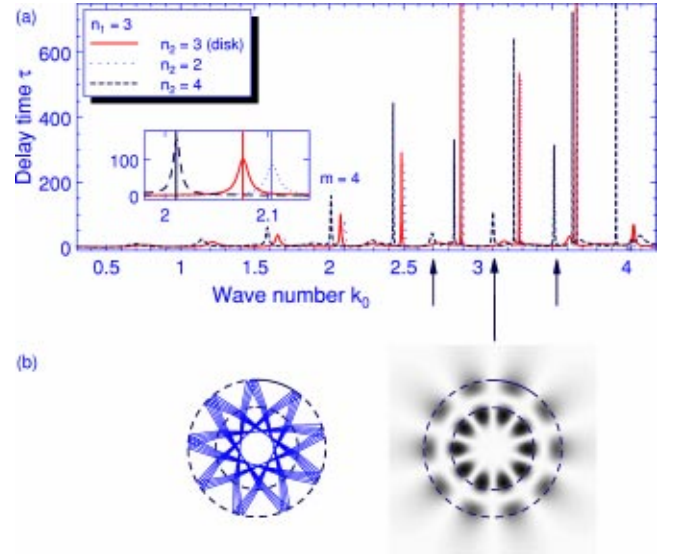 (a)
n₁ = 3
n₂ = 3 (disk)
n₂ = 2
n₂ = 4
Delay time τ
600
400
200
0
100
0
2
2.1
m = 4
0.5
1
1.5
2
2.5
3
3.5
4
Wave number k₀
(b)